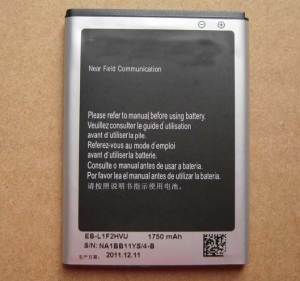 Near Field Communication
Please refer to manual before using battery.
Veuillez consulter le guide d'utilisation
avant d'utiliser la pile.
Referez-vous au mode d'emploi
avant d'utiliser la batterie.
Consulte o manual antes de usar a bateria.
Por favor lea el manual antes de utilizar la bateria.
请按照说明书指示使用电池。
EB-L1F2HVU 1750 mAh
S/N: NA1BB11YS/4-B
2011.12.11